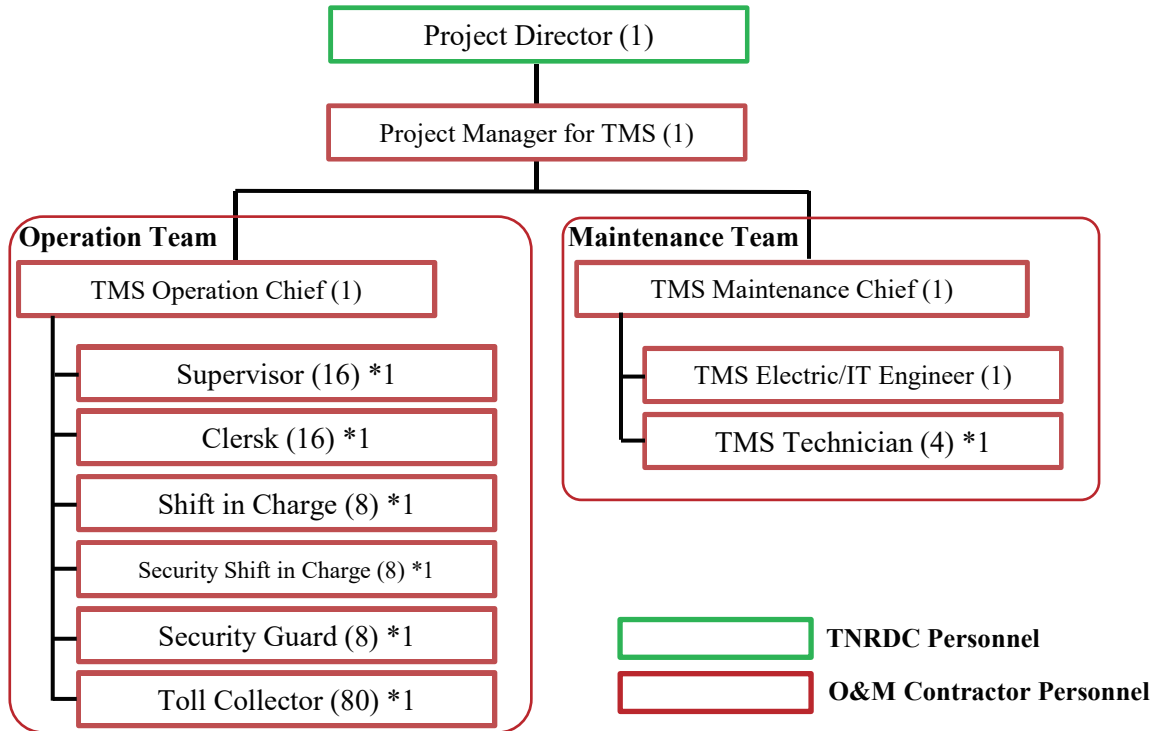 Project Director (1)
Project Manager for TMS (1)
Operation Team
TMS Operation Chief (1)
Supervisor (16) *1
Clersk (16) *1
Shift in Charge (8) *1
Security Shift in Charge (8) *1
Security Guard (8) *1
Toll Collector (80) *1
Maintenance Team
TMS Maintenance Chief (1)
TMS Electric/IT Engineer (1)
TMS Technician (4) *1
TNRDC Personnel
O&M Contractor Personnel